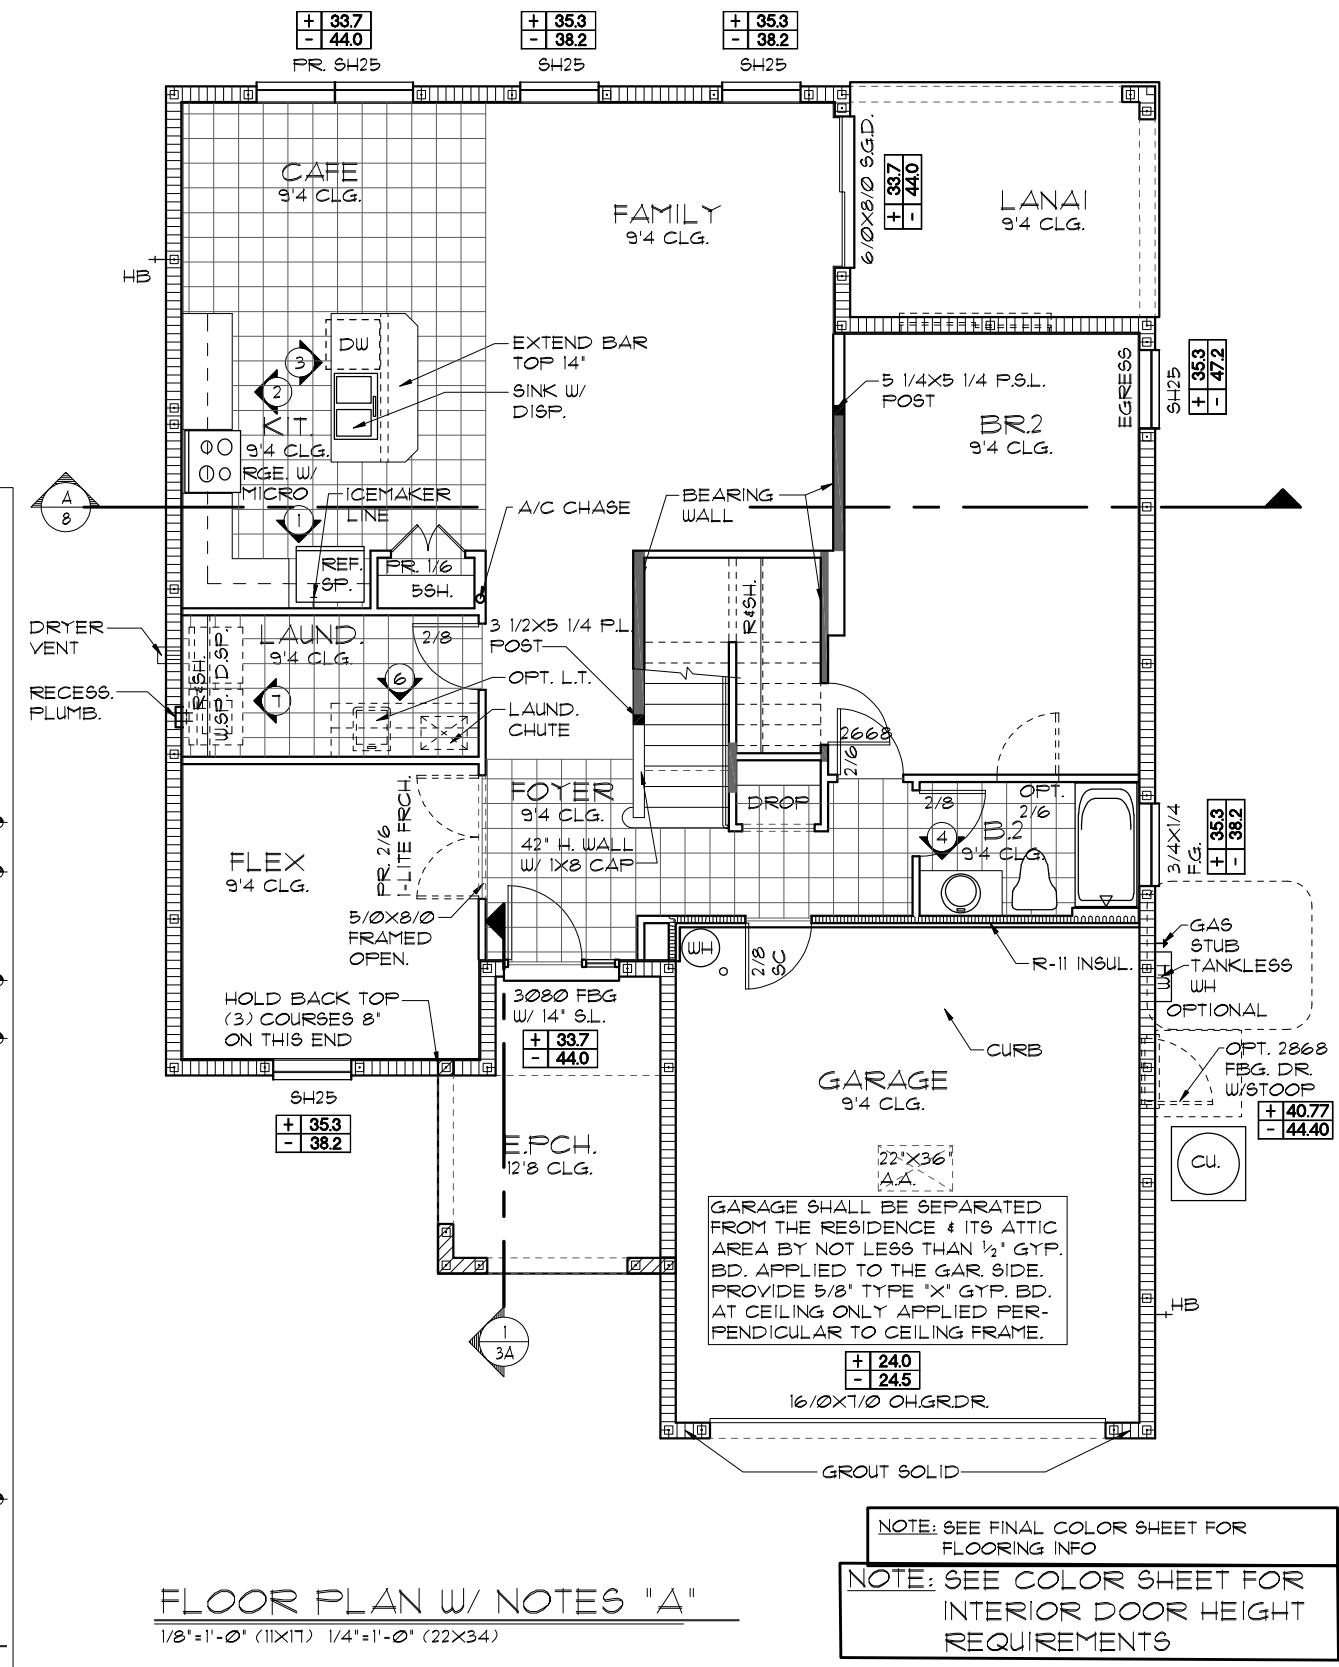 + 33.7
- 44.0
PR. SH25
+ 35.3
- 38.2
SH25
+ 35.3
- 38.2
SH25
CAFE
9'4 CLG.
FAMILY
9'4 CLG.
6/0X8/0 S.G.D.
+ 33.7
- 44.0
LANAI
9'4 CLG.
HB
DW
EXTEND BAR
TOP 14"
SINK W/
DISP.
3
2
KIT.
9'4 CLG.
RGE. W/
MICRO
1
ICEMAKER
LINE
A/C CHASE
BEARING
WALL
5 1/4X5 1/4 P.S.L.
POST
BR.2
9'4 CLG.
EGRESS
SH25
+ 35.3
- 47.2
A
8
REF.
SP.
PR. 1/6
5SH.
DRYER
VENT
RECESS.
PLUMB.
R&SH.
W.SP. D.SP.
LAUND.
9'4 CLG.
2/8
6
7
3 1/2X5 1/4 P.L.
POST
OPT. L.T.
LAUND.
CHUTE
R&SH.
2668
2/6
DROP
FOYER
9'4 CLG.
42" H. WALL
W/ 1X8 CAP
2/8
OPT.
2/6
4
B.2
9'4 CLG.
3/4X1/4
F.G.
+ 35.3
- 38.2
FLEX
9'4 CLG.
PR. 2/6
1-LITE FRCH.
5/0X8/0
FRAMED
OPEN.
WH
2/8
SC
R-11 INSUL.
GAS
STUB
TANKLESS
WH
WH
OPTIONAL
HOLD BACK TOP
(3) COURSES 8"
ON THIS END
3080 FBG
W/ 14" S.L.
+ 33.7
- 44.0
CURB
OPT. 2868
FBG. DR.
W/STOOP
+ 40.77
- 44.40
SH25
+ 35.3
- 38.2
GARAGE
9'4 CLG.
E.PCH.
12'8 CLG.
22"X36"
A.A.
CU.
GARAGE SHALL BE SEPARATED
FROM THE RESIDENCE & ITS ATTIC
AREA BY NOT LESS THAN ½" GYP.
BD. APPLIED TO THE GAR. SIDE.
PROVIDE 5/8" TYPE "X" GYP. BD.
AT CEILING ONLY APPLIED PER-
PENDICULAR TO CEILING FRAME.
HB
1
3A
+ 24.0
- 24.5
16/0X7/0 OH.GR.DR.
GROUT SOLID
NOTE: SEE FINAL COLOR SHEET FOR
FLOORING INFO
NOTE: SEE COLOR SHEET FOR
INTERIOR DOOR HEIGHT
REQUIREMENTS
FLOOR PLAN W/ NOTES "A"
1/8"=1'-0" (11X17) 1/4"=1'-0" (22X34)